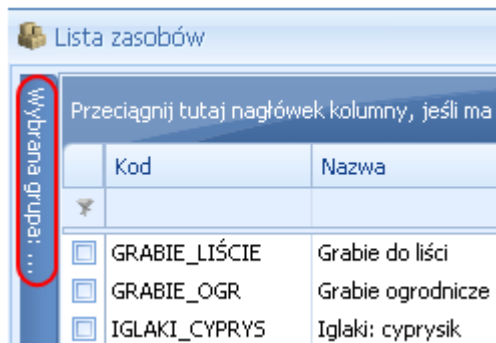 Lista zasobów
Wybrana grupa: ...
Przeciągnij tutaj nagłówek kolumny, jeśli ma
Kod Nazwa
GRABIE_LIŚCIE Grabie do liści
GRABIE_OGR Grabie ogrodnicze
IGLAKI_CYPRYS Iglaki: cyprysik